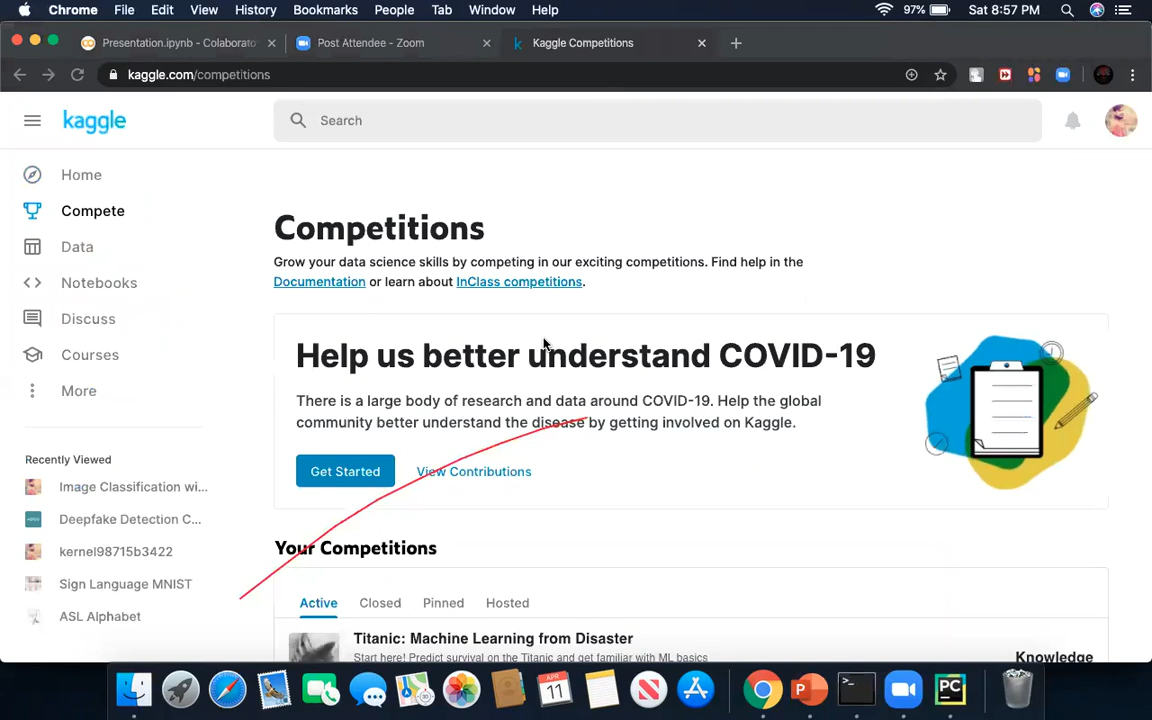 Chrome File Edit View History Bookmarks People Tab Window Help 97% Sat 8:57 PM
Presentation.ipynb - Colaborato Post Attendee - Zoom Kaggle Competitions
kaggle.com/competitions
kaggle Search
Home
Compete
Data
Notebooks
Discuss
Courses
More
Recently Viewed
Image Classification wi...
Deepfake Detection C...
kernel98715b3422
Sign Language MNIST
ASL Alphabet
Competitions
Grow your data science skills by competing in our exciting competitions. Find help in the
Documentation or learn about InClass competitions.
Help us better understand COVID-19
There is a large body of research and data around COVID-19. Help the global
community better understand the disease by getting involved on Kaggle.
Get Started View Contributions
Your Competitions
Active Closed Pinned Hosted
Titanic: Machine Learning from Disaster
Start here! Predict survival on the Titanic and get familiar with ML basics
Knowledge
APR
11
PC